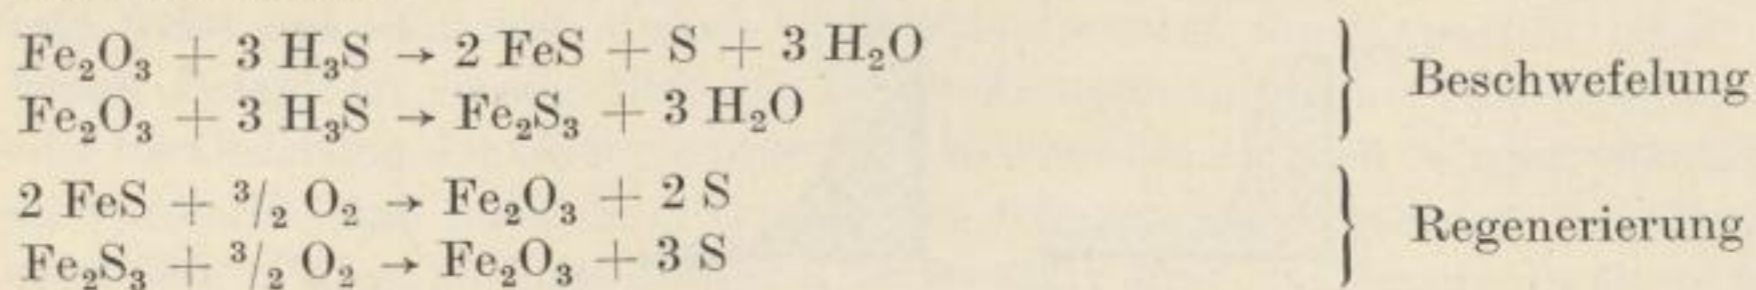 Fe₂O₃ + 3 H₃S → 2 FeS + S + 3 H₂O
Fe₂O₃ + 3 H₃S → Fe₂S₃ + 3 H₂O
Beschwefelung
2 FeS + ³/₂ O₂ → Fe₂O₃ + 2 S
Fe₂S₃ + ³/₂ O₂ → Fe₂O₃ + 3 S
Regenerierung